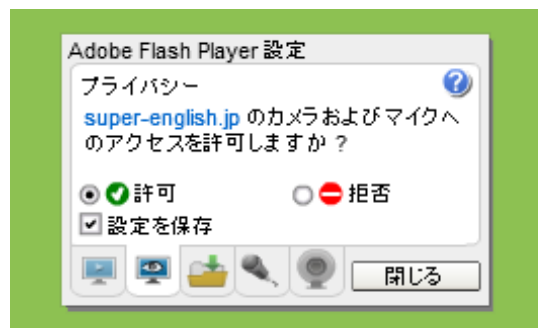 Adobe Flash Player 設定
プライバシー
super-english.jp のカメラおよびマイクへ
のアクセスを許可しますか ?
許可 拒否
設定を保存
閉じる